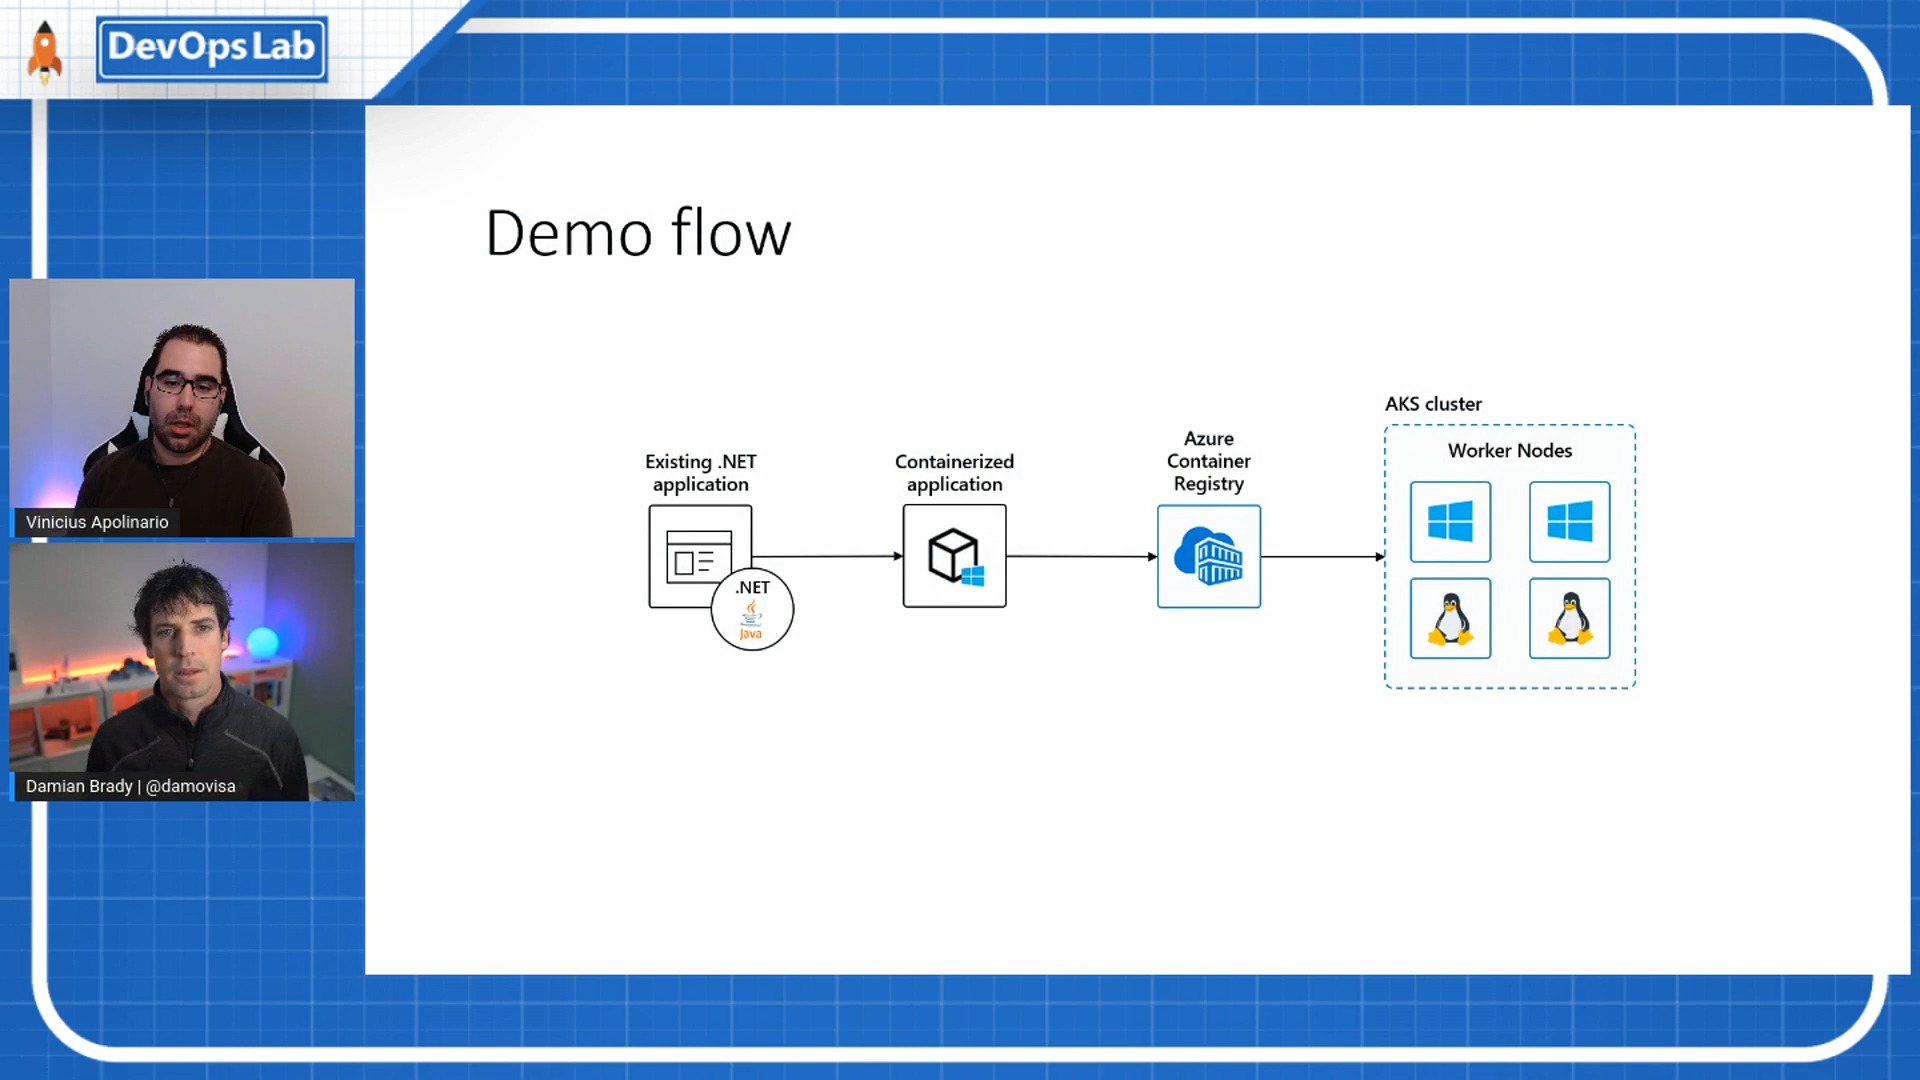 DevOps Lab
Demo flow
Existing .NET
application
.NET
Java
Containerized
application
Azure
Container
Registry
AKS cluster
Worker Nodes
Vinicius Apolinario
Damian Brady | @damovisa